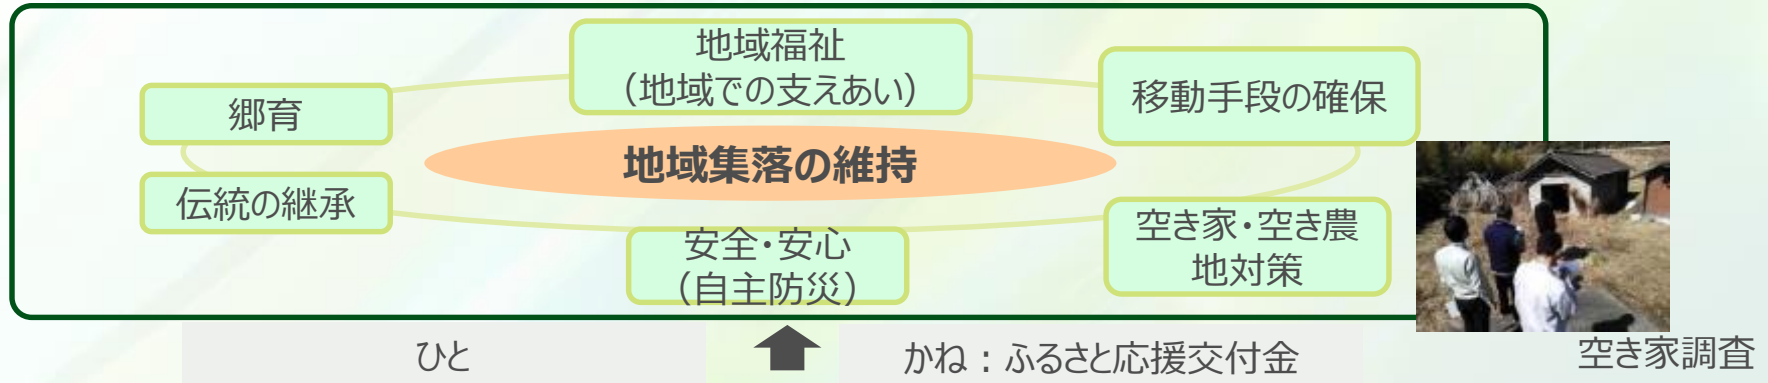 地域福祉
（地域での支えあい）
移動手段の確保
郷育
地域集落の維持
伝統の継承
安全・安心
（自主防災）
空き家・空き農
地対策
ひと
かね：ふるさと応援交付金
空き家調査